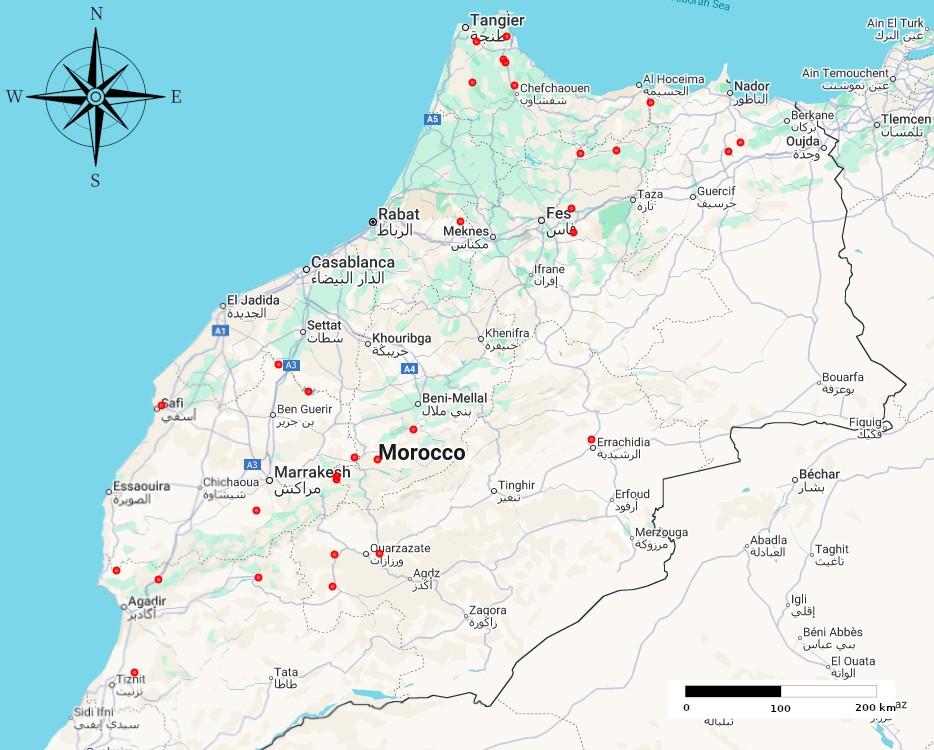 Alborān Sea
N
W
E
S
Tangier
طنجة
Ain El Turk
عين الترك
Ain Temouchent
عين تموشنت
Al Hoceima
الحسيمة
Chefchaouen
شفشاون
Nador
الناظور
Berkane
بركان
Tlemcen
تلمسان
Oujda
وجدة
A5
Taza
تازة
Guercif
جرسيف
Rabat
الرباط
Fes
فاس
Meknes
مكناس
Casablanca
الدار البيضاء
Ifrane
إفران
El Jadida
الجديدة
A1
Settat
سطات
Khouribga
خريبكة
Khenifra
خنيفرة
A3
A4
Bouarfa
بوعرفة
Safi
أسفي
Ben Guerir
بن جرير
Beni-Mellal
بني ملال
Figuig
فكيك
Errachidia
الرشيدية
Morocco
A3
Marrakesh
مراكش
Chichaoua
شيشاوة
Essaouira
الصويرة
Tinghir
تنغير
Béchar
بشار
Erfoud
أرفود
Merzouga
مرزوكة
Abadla
العبادلة
Taghit
تاغيت
Ouarzazate
ورزازات
Agdz
أكدز
Agadir
أكادير
Zagora
زاكورة
Igli
إقلي
Béni Abbès
بني عباس
El Ouata
الواتة
Tata
طاطا
Tiznit
تزنيت
Sidi Ifni
سيدي إيفني
0 100 200 km